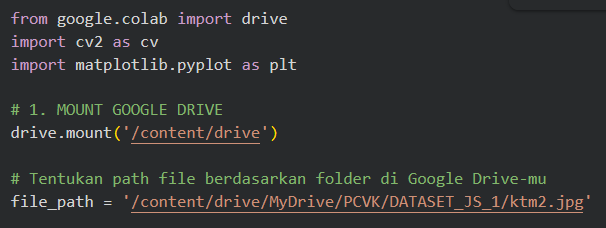 from google.colab import drive
import cv2 as cv
import matplotlib.pyplot as plt
# 1. MOUNT GOOGLE DRIVE
drive.mount('/content/drive')
# Tentukan path file berdasarkan folder di Google Drive-mu
file_path = '/content/drive/MyDrive/PCVK/DATASET_JS_1/ktm2.jpg'